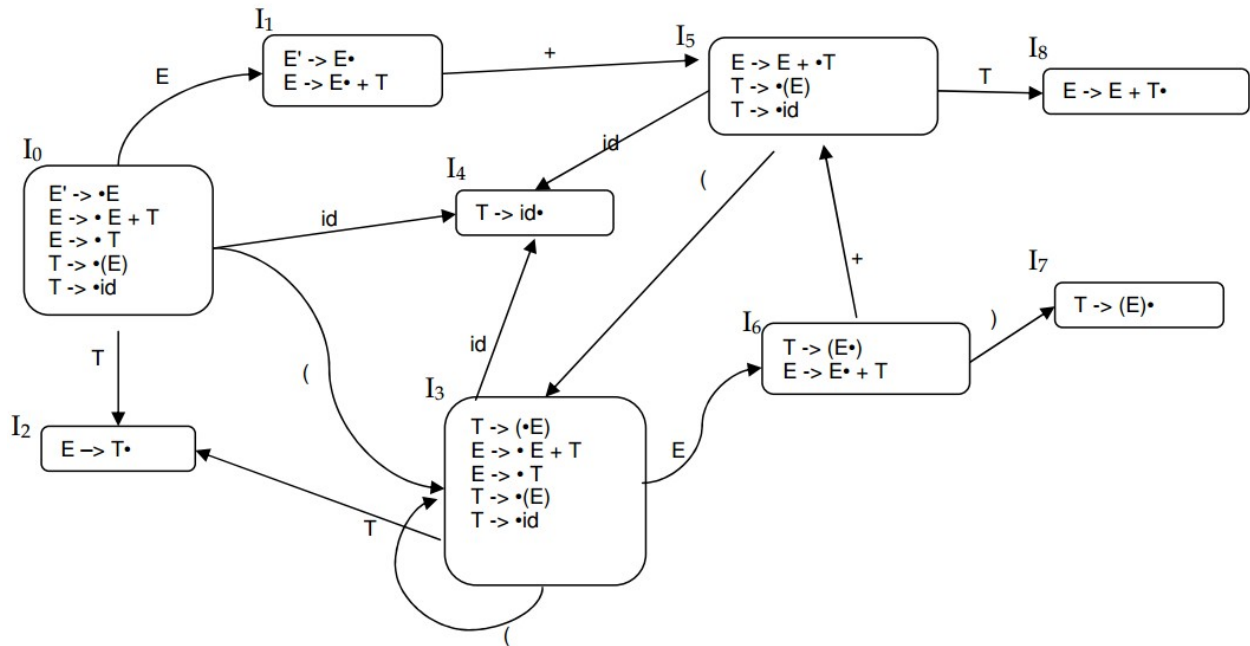 I1
E' -> E•
E -> E• + T
+
I5
E -> E + •T
T -> •(E)
T -> •id
T
I8
E -> E + T•
E
I0
E' -> •E
E -> • E + T
E -> • T
T -> •(E)
T -> •id
id
I4
T -> id•
id
(
+
I7
T -> (E)•
)
I6
T -> (E•)
E -> E• + T
T
(
id
I2
E –> T•
I3
T -> (•E)
E -> • E + T
E -> • T
T -> •(E)
T -> •id
E
T
(